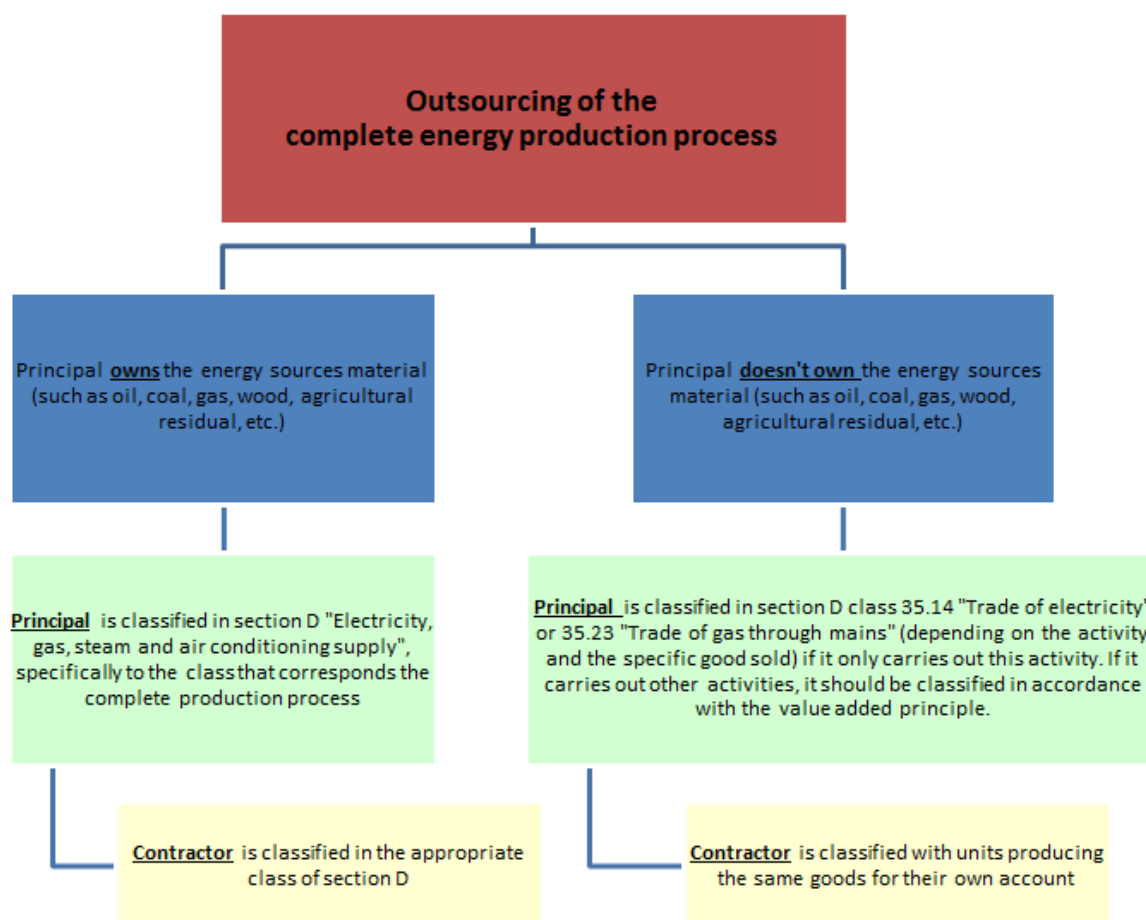 Outsourcing of the
complete energy production process
Principal owns the energy sources material
(such as oil, coal, gas, wood, agricultural
residual, etc.)
Principal doesn't own the energy sources
material (such as oil, coal, gas, wood,
agricultural residual, etc.)
Principal is classified in section D "Electricity,
gas, steam and air conditioning supply",
specifically to the class that corresponds the
complete production process
Principal is classified in section D class 35.14 "Trade of electricity"
or 35.23 "Trade of gas through mains" (depending on the activity
and the specific good sold) if it only carries out this activity. If it
carries out other activities, it should be classified in accordance
with the value added principle.
Contractor is classified in the appropriate
class of section D
Contractor is classified with units producing
the same goods for their own account